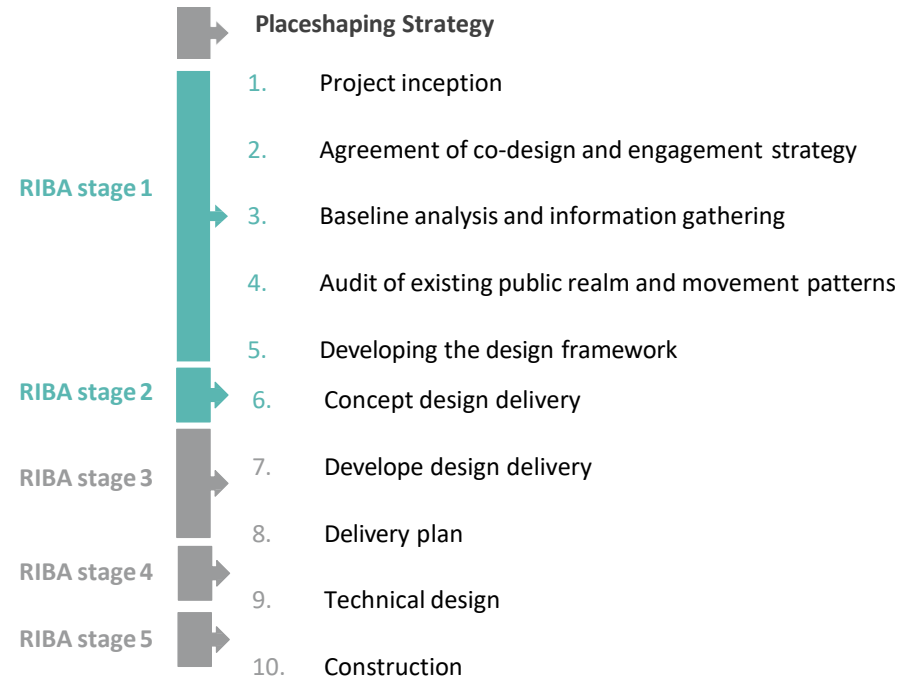 Placeshaping Strategy
1. Project inception
2. Agreement of co-design and engagement strategy
RIBA stage 1
3. Baseline analysis and information gathering
4. Audit of existing public realm and movement patterns
5. Developing the design framework
RIBA stage 2
6. Concept design delivery
RIBA stage 3
7. Develope design delivery
8. Delivery plan
RIBA stage 4
9. Technical design
RIBA stage 5
10. Construction